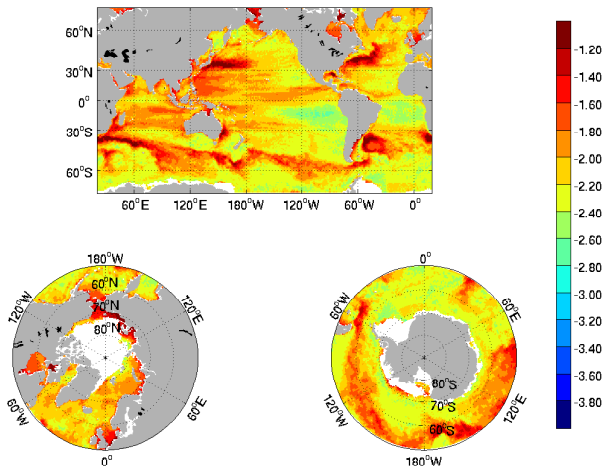 60°N
30°N
0°
30°S
60°S
60°E
120°E
180°W
120°W
60°W
0°
-1.20
-1.40
-1.60
-1.80
-2.00
-2.20
-2.40
-2.60
-2.80
-3.00
-3.20
-3.40
-3.60
-3.80
180°W
120°W
60°N
70°N
80°N
120°E
60°W
60°E
0°
0°
60°W
60°E
80°S
70°S
60°S
120°W
120°E
180°W